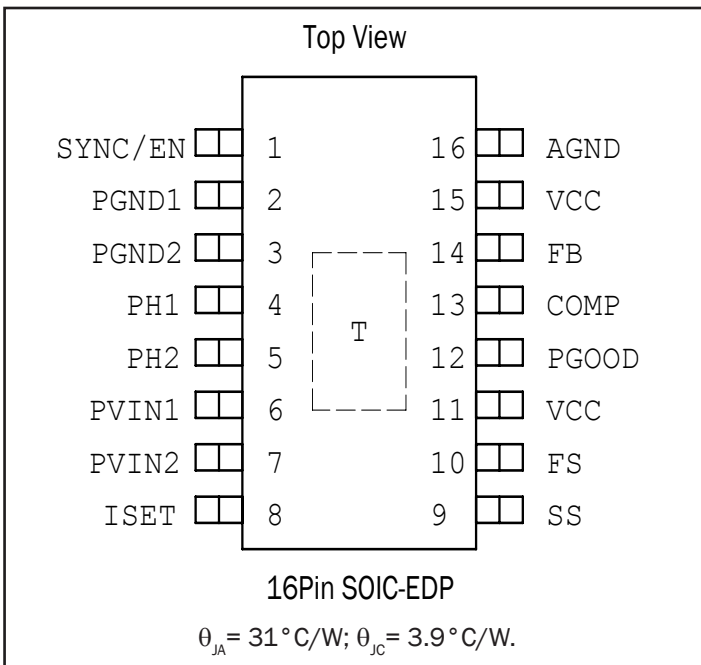 Top View
SYNC/EN 1 16 AGND
PGND1 2 15 VCC
PGND2 3 14 FB
PH1 4 13 COMP
T
PH2 5 12 PGOOD
PVIN1 6 11 VCC
PVIN2 7 10 FS
ISET 8 9 SS
16Pin SOIC-EDP
θJA= 31°C/W; θJC= 3.9°C/W.